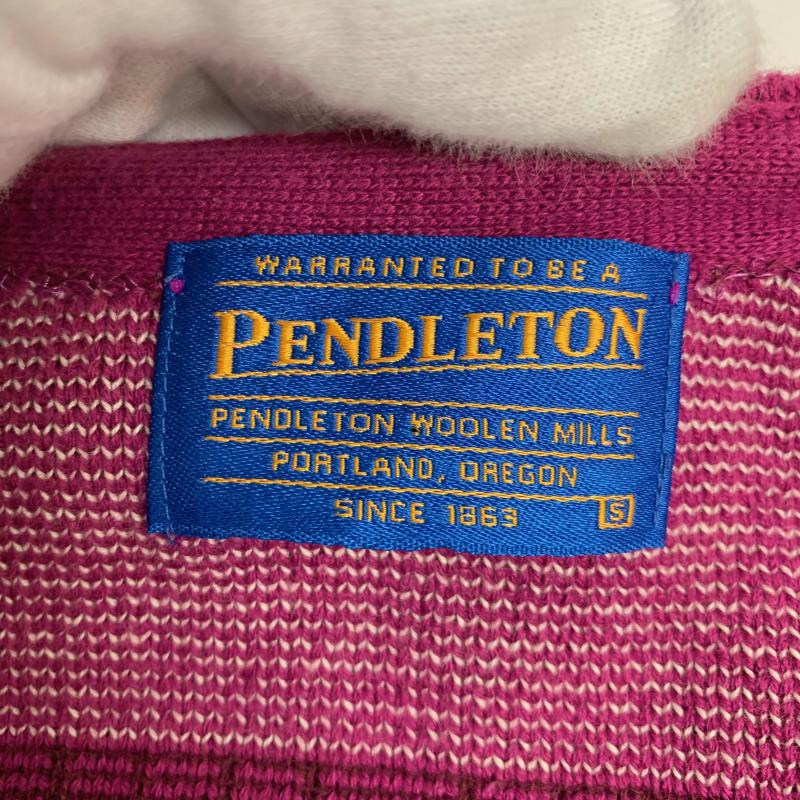 WARRANTED TO BE A
PENDLETON
PENDLETON WOOLEN MILLS
PORTLAND, OREGON
SINCE 1863 S